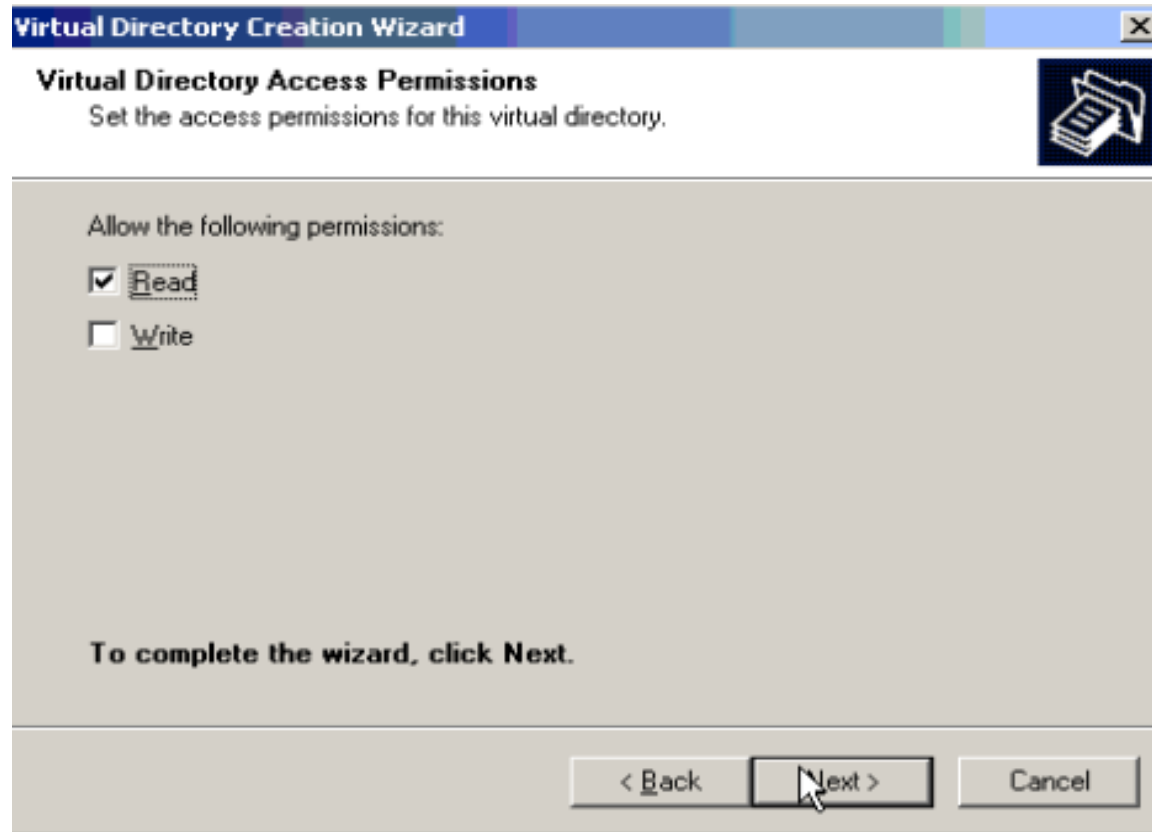 Virtual Directory Creation Wizard
Virtual Directory Access Permissions
Set the access permissions for this virtual directory.
Allow the following permissions:
Read
Write
To complete the wizard, click Next.
< Back Next > Cancel